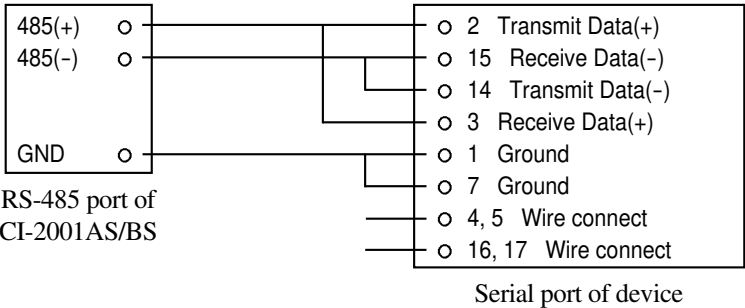 485(+)
485(−)
GND
RS-485 port of
CI-2001AS/BS
2 Transmit Data(+)
15 Receive Data(−)
14 Transmit Data(−)
3 Receive Data(+)
1 Ground
7 Ground
4, 5 Wire connect
16, 17 Wire connect
Serial port of device